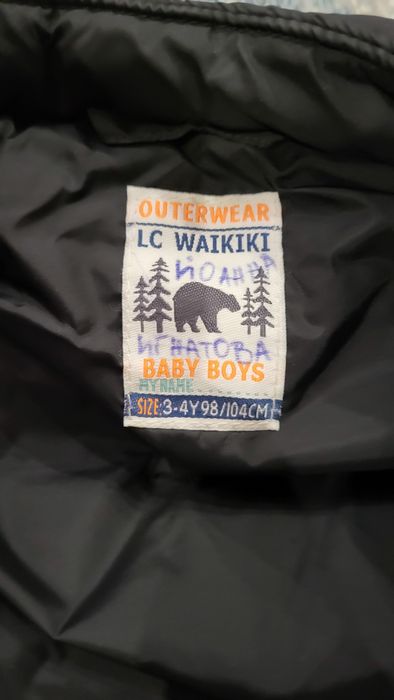 OUTERWEAR
LC WAIKIKI
ЙОАННА
ИГНАТОВА
BABY BOYS
MY NAME
SIZE: 3-4Y 98/104CM